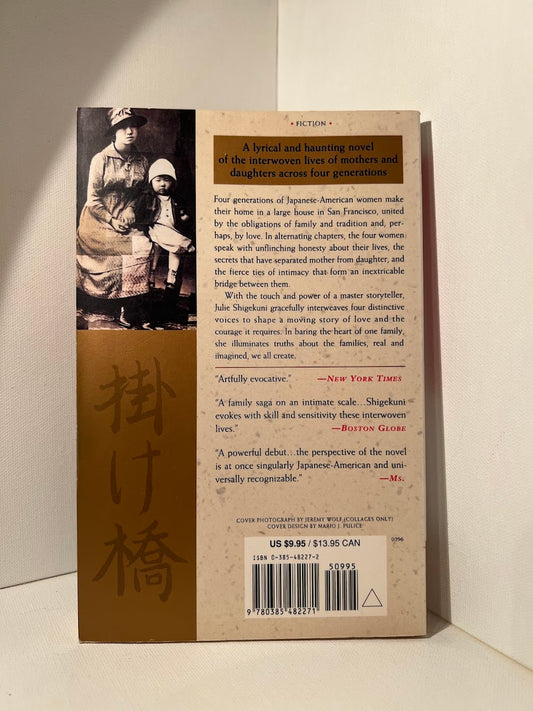 • FICTION •
A lyrical and haunting novel
of the interwoven lives of mothers and
daughters across four generations
Four generations of Japanese-American women make
their home in a large house in San Francisco, united
by the obligations of family and tradition and, per-
haps, by love. In alternating chapters, the four women
speak with unflinching honesty about their lives, the
secrets that have separated mother from daughter, and
the fierce ties of intimacy that form an inextricable
bridge between them.
With the touch and power of a master storyteller,
Julie Shigekuni gracefully interweaves four distinctive
voices to shape a moving story of love and the
courage it requires. In baring the heart of one family,
she illuminates truths about the families, real and
imagined, we all create.
"Artfully evocative." —NEW YORK TIMES
"A family saga on an intimate scale...Shigekuni
evokes with skill and sensitivity these interwoven
lives." —BOSTON GLOBE
"A powerful debut...the perspective of the novel
is at once singularly Japanese-American and uni-
versally recognizable." —MS.
掛け橋
COVER PHOTOGRAPH BY JEREMY WOLF (COLLAGES ONLY)
COVER DESIGN BY MARIO J. PULICE
0396
US $9.95 / $13.95 CAN
ISBN 0-385-48227-2
50995
9 780385 482271